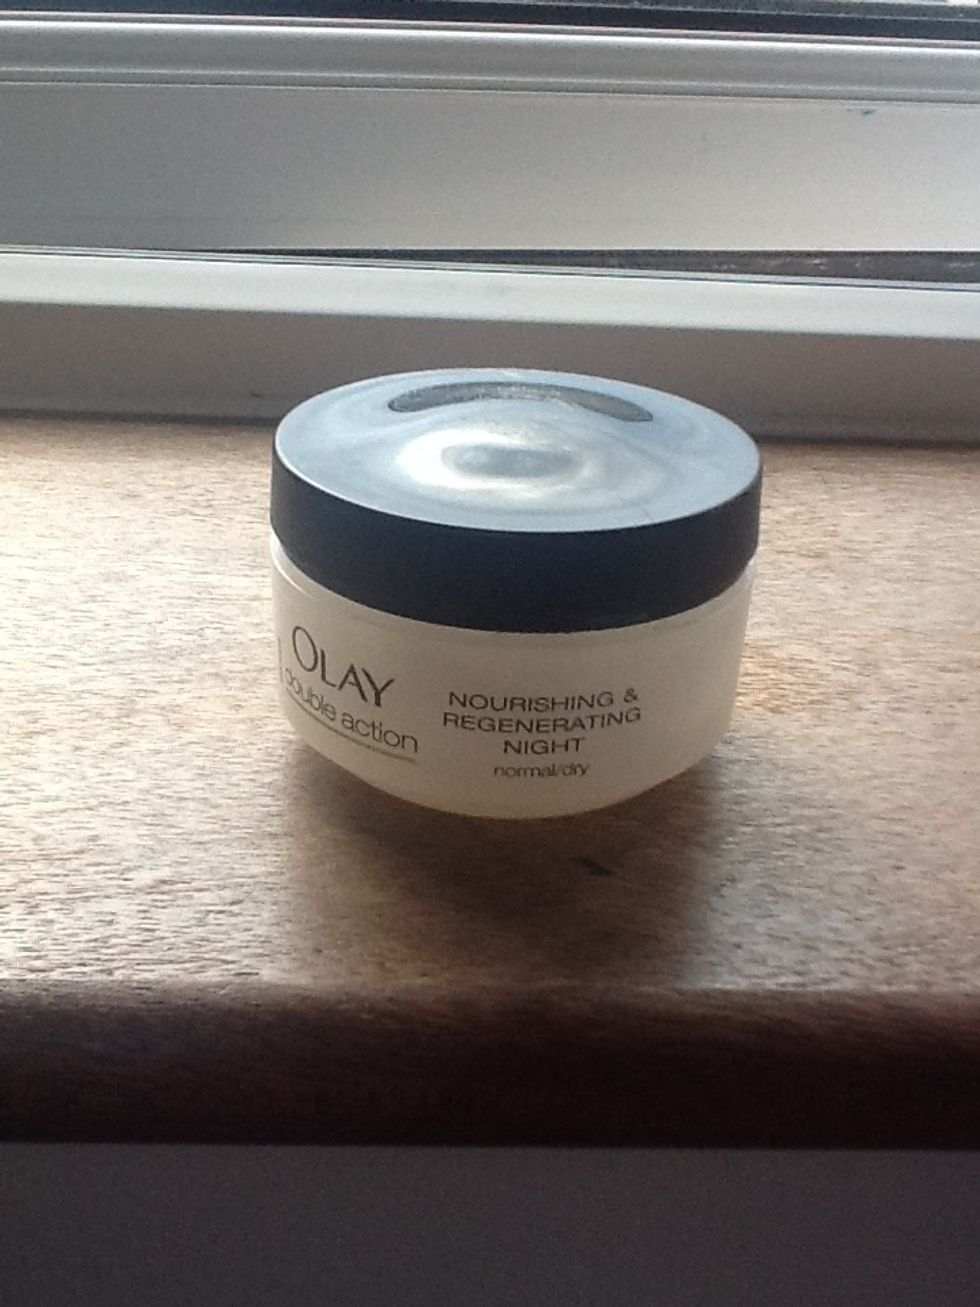 OLAY
double action
NOURISHING &
REGENERATING
NIGHT
normal/dry